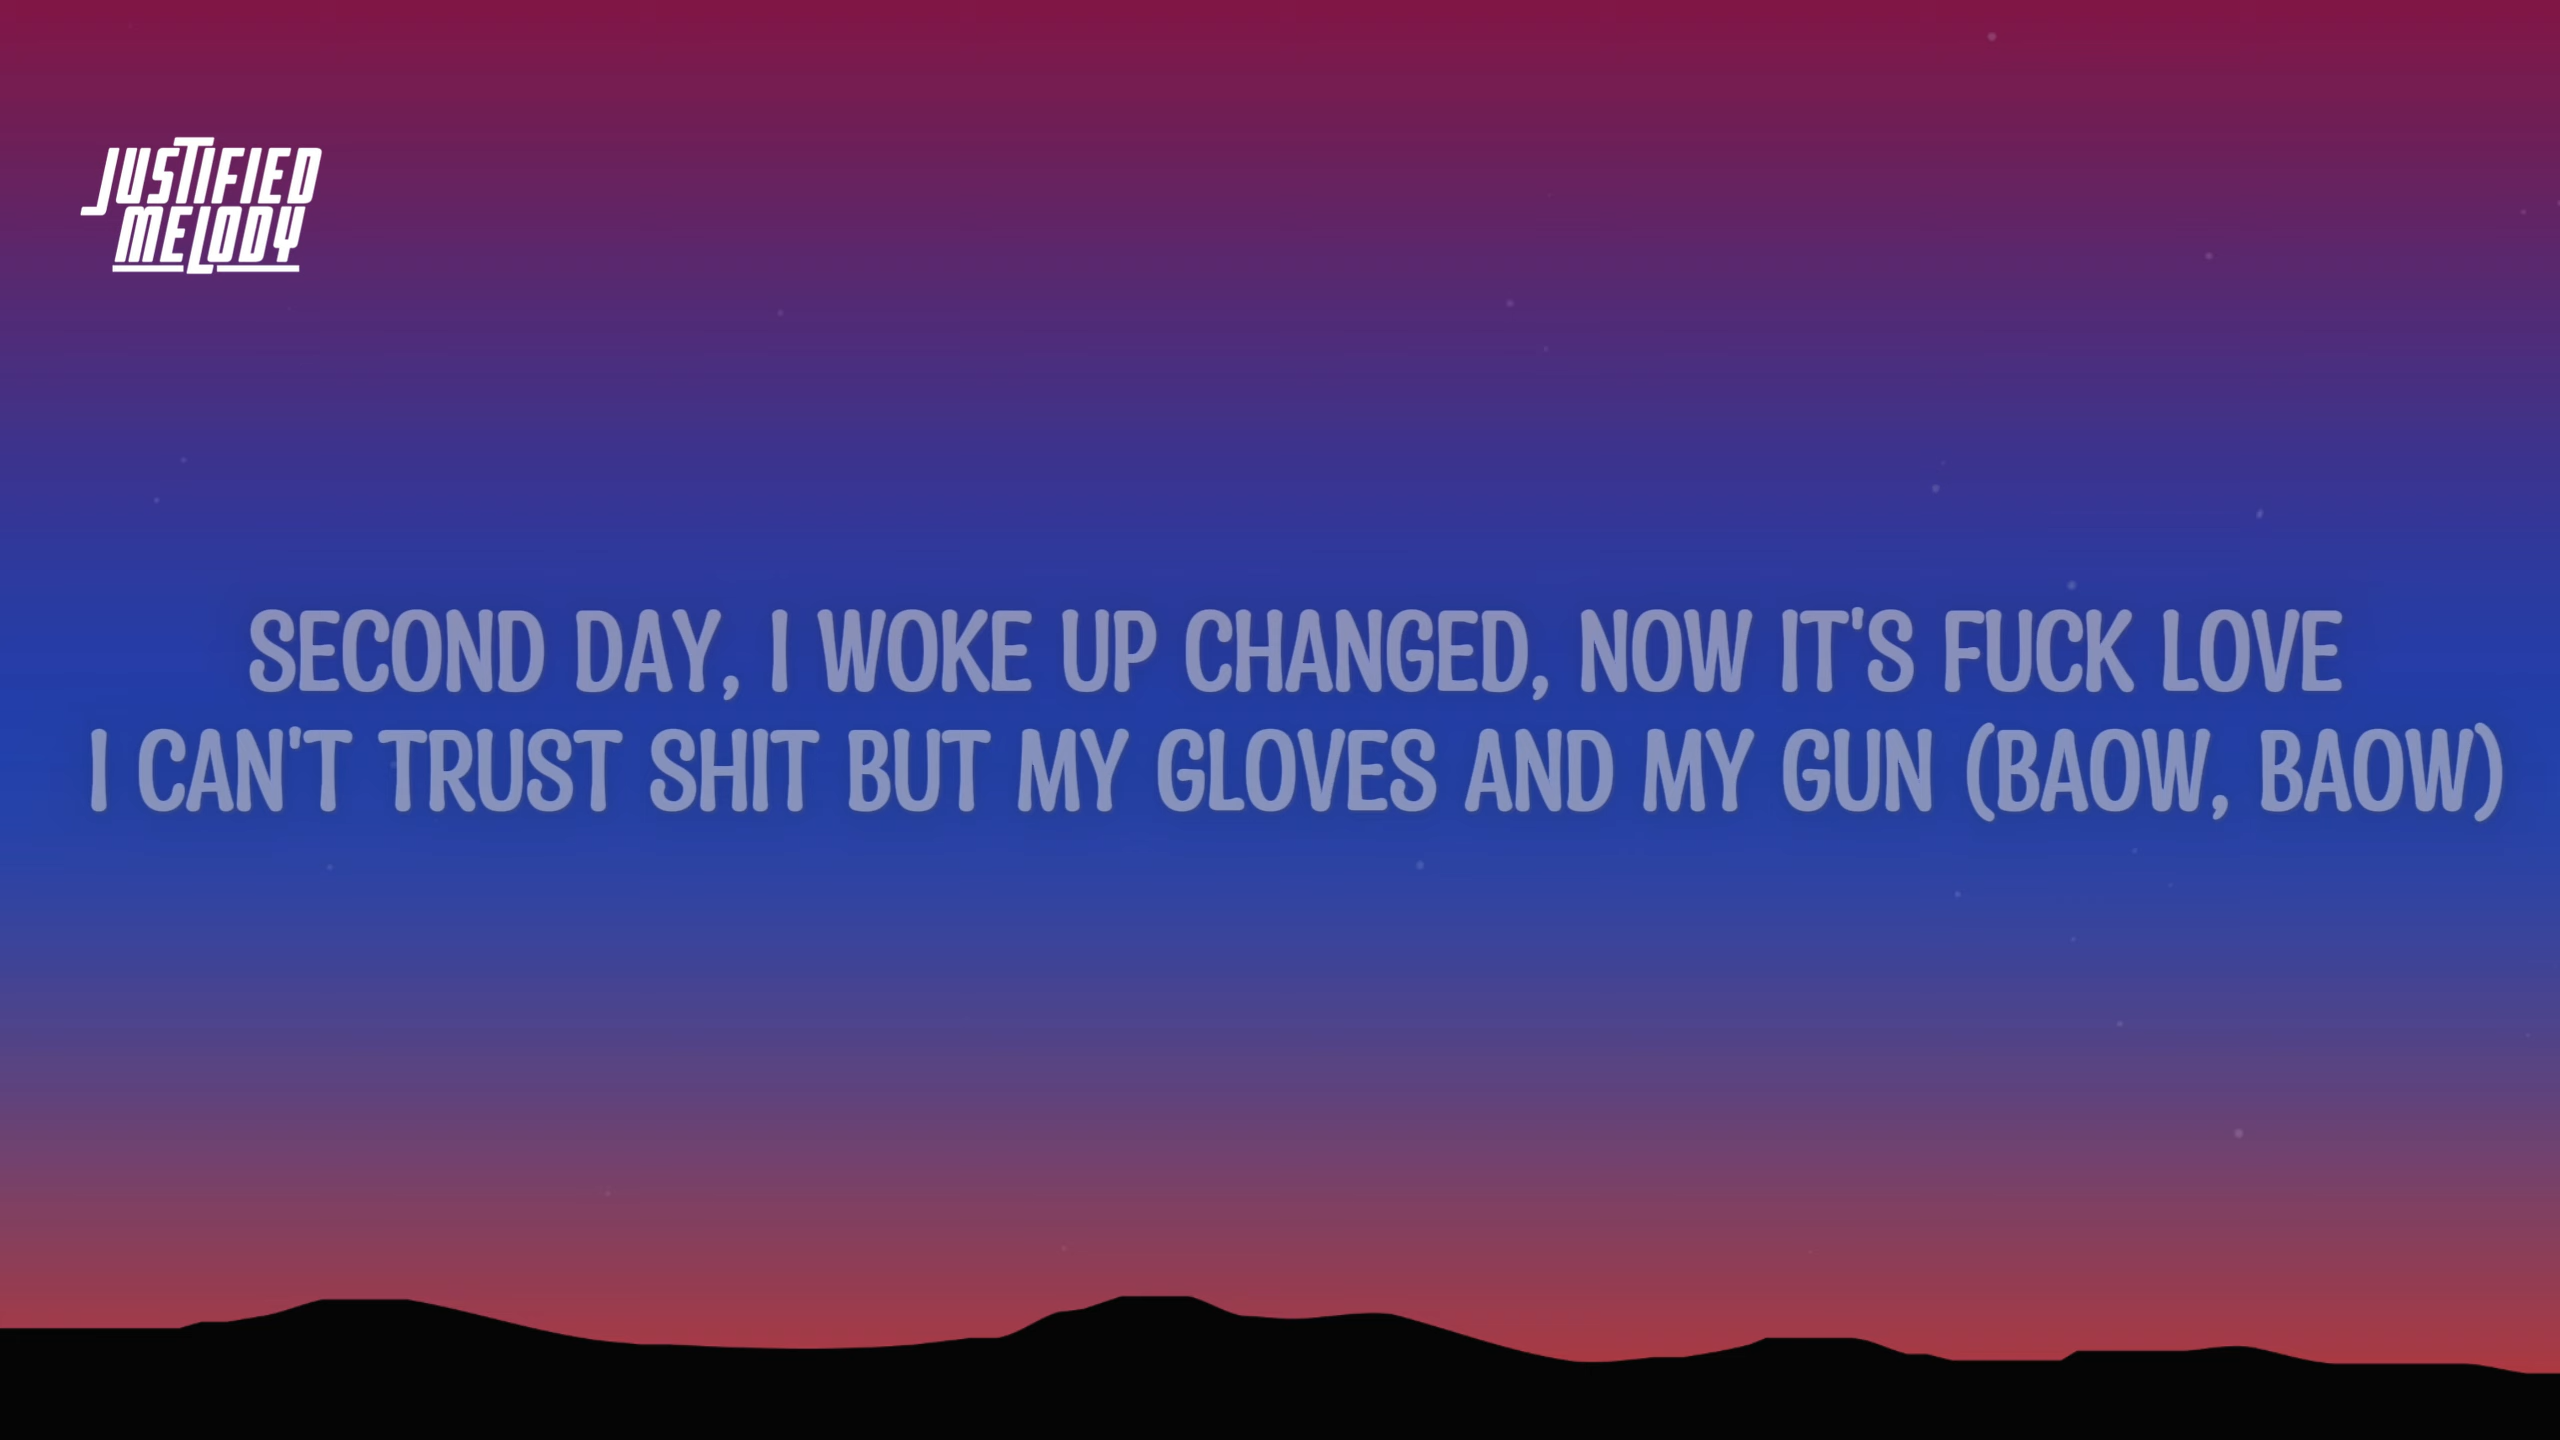 JUSTIFIED
MELODY
SECOND DAY, I WOKE UP CHANGED, NOW IT'S FUCK LOVE
I CAN'T TRUST SHIT BUT MY GLOVES AND MY GUN (BAOW, BAOW)